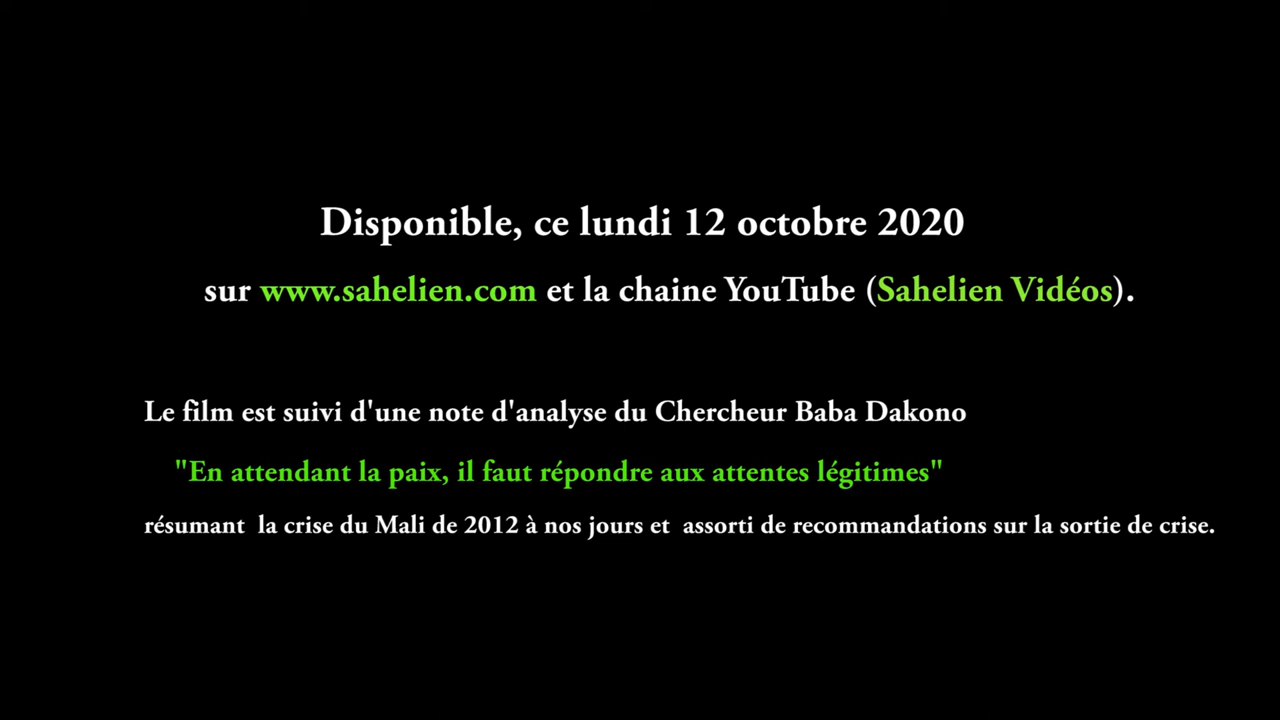 Disponible, ce lundi 12 octobre 2020
sur www.sahelien.com et la chaine YouTube (Sahelien Vidéos).
Le film est suivi d'une note d'analyse du Chercheur Baba Dakono
"En attendant la paix, il faut répondre aux attentes légitimes"
résumant la crise du Mali de 2012 à nos jours et assorti de recommandations sur la sortie de crise.